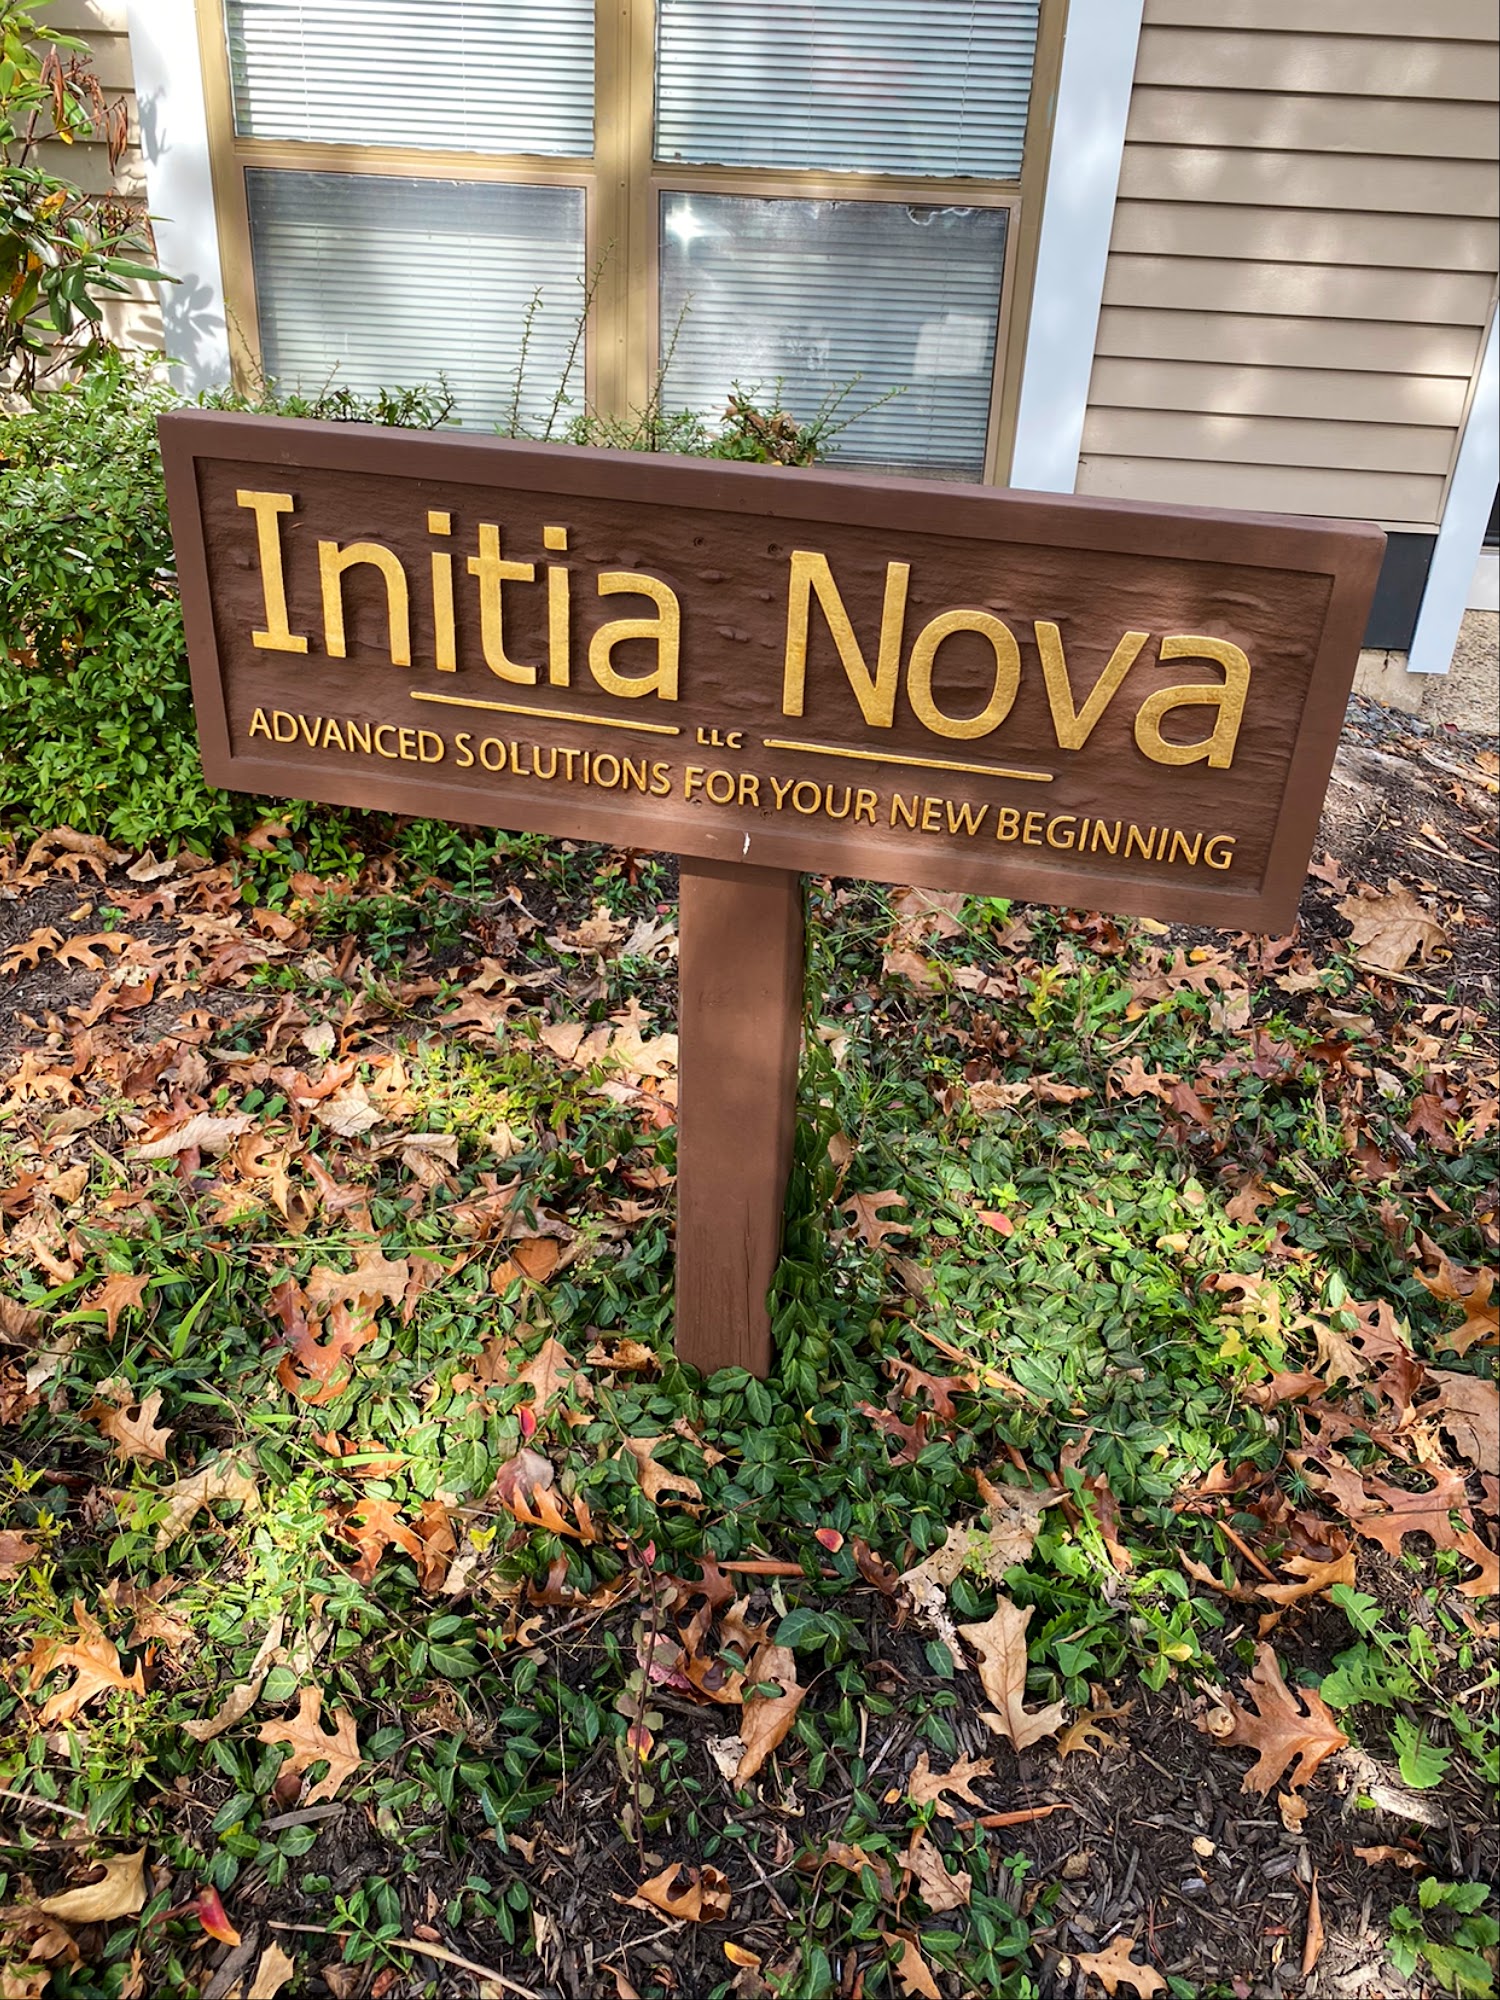 Initia Nova
LLC
ADVANCED SOLUTIONS FOR YOUR NEW BEGINNING